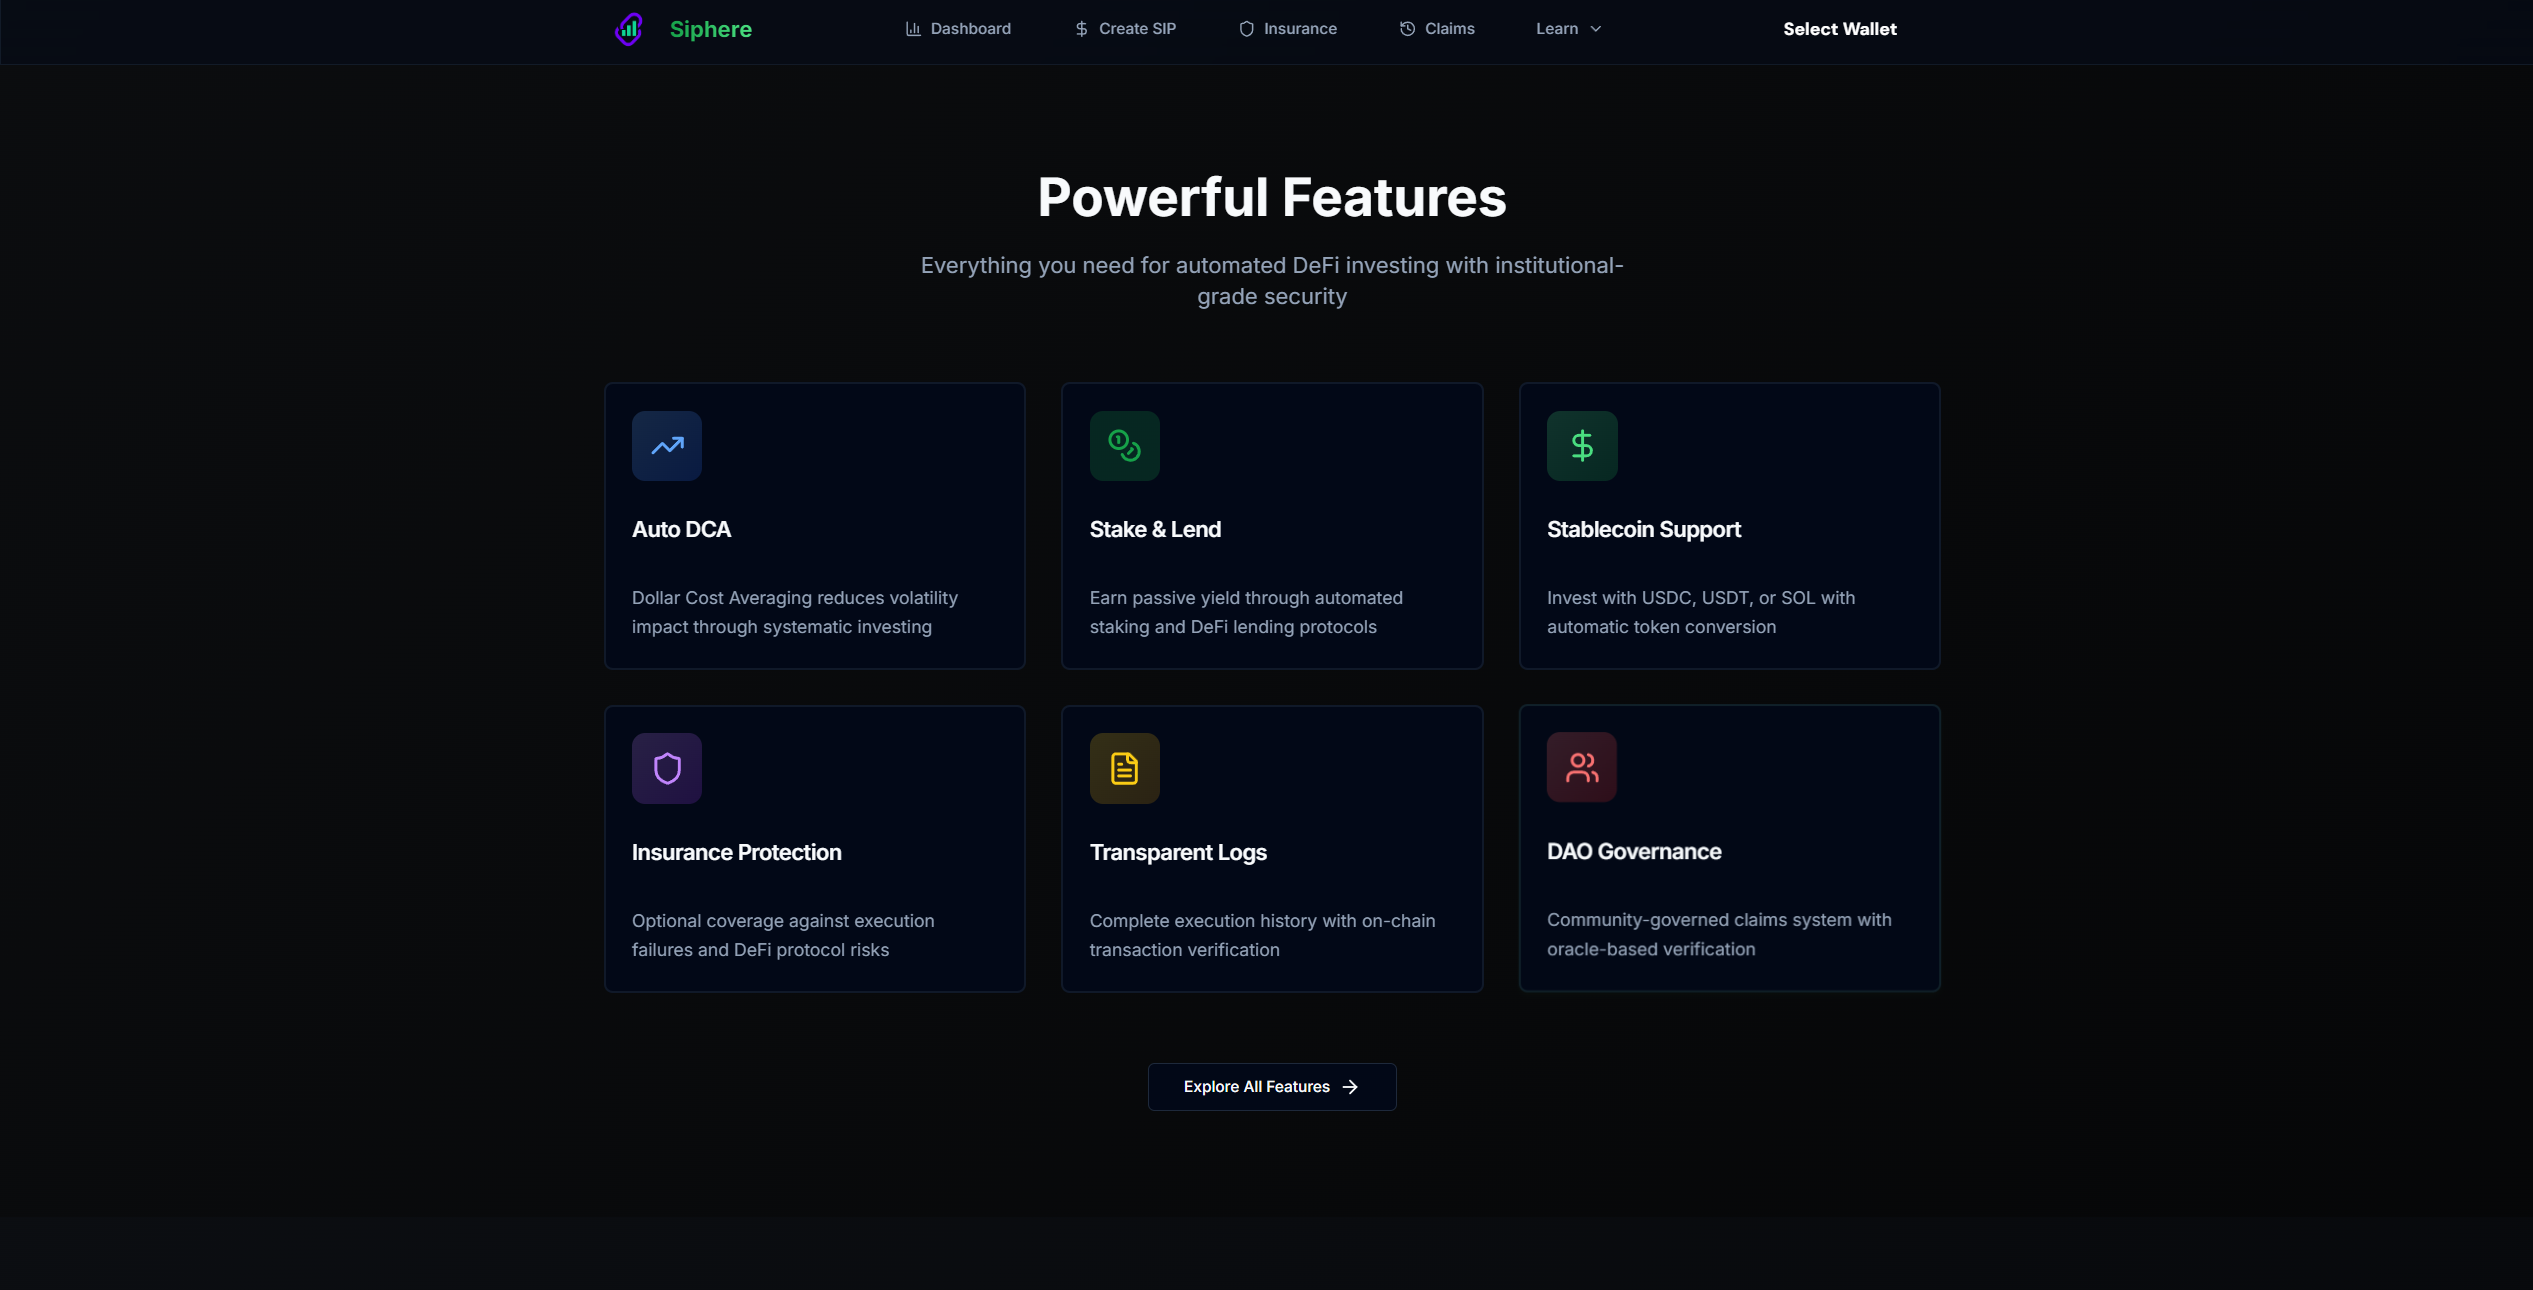 Siphere
Dashboard
Create SIP
Insurance
Claims
Learn
Select Wallet
Powerful Features
Everything you need for automated DeFi investing with institutional-
grade security
Auto DCA
Dollar Cost Averaging reduces volatility
impact through systematic investing
Stake & Lend
Earn passive yield through automated
staking and DeFi lending protocols
Stablecoin Support
Invest with USDC, USDT, or SOL with
automatic token conversion
Insurance Protection
Optional coverage against execution
failures and DeFi protocol risks
Transparent Logs
Complete execution history with on-chain
transaction verification
DAO Governance
Community-governed claims system with
oracle-based verification
Explore All Features